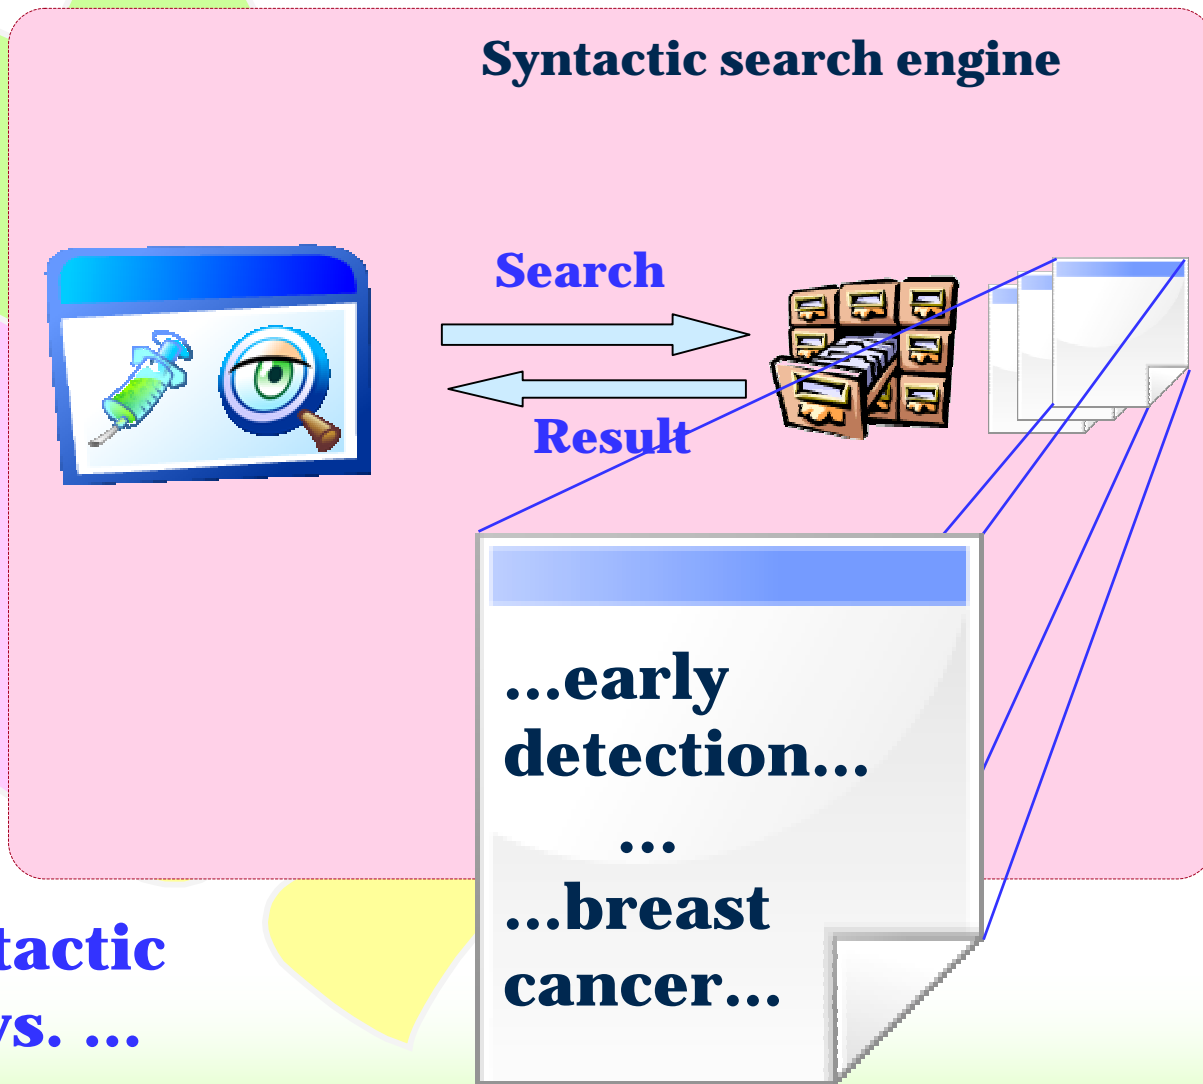 Syntactic search engine
Search
Result
...early
detection...
...
...breast
cancer...
tactic
vs. ...